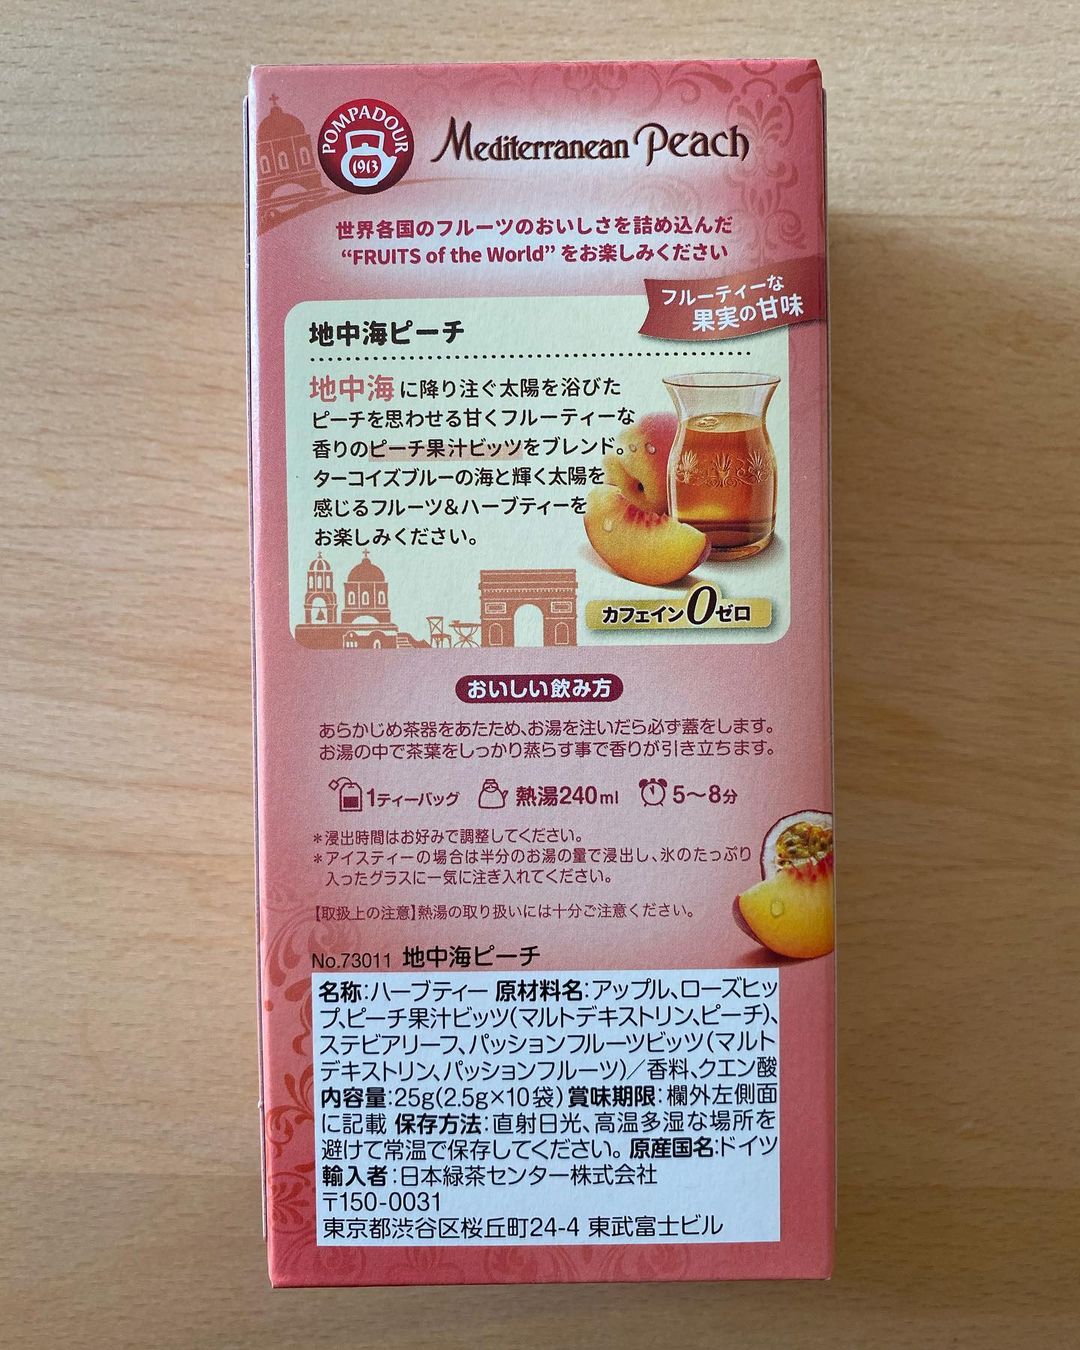 POMPADOUR
1913
Mediterranean Peach
世界各国のフルーツのおいしさを詰め込んだ
“FRUITS of the World” をお楽しみください
フルーティーな
果実の甘味
地中海ピーチ
地中海に降り注ぐ太陽を浴びた
ピーチを思わせる甘くフルーティーな
香りのピーチ果汁ビッツをブレンド。
ターコイズブルーの海と輝く太陽を
感じるフルーツ&ハーブティーを
お楽しみください。
カフェイン0ゼロ
おいしい飲み方
あらかじめ茶器をあたため、お湯を注いだら必ず蓋をします。
お湯の中で茶葉をしっかり蒸らす事で香りが引き立ちます。
1ティーバッグ 熱湯240ml 5〜8分
＊浸出時間はお好みで調整してください。
＊アイスティーの場合は半分のお湯の量で浸出し、氷のたっぷり
入ったグラスに一気に注ぎ入れてください。
【取扱上の注意】熱湯の取り扱いには十分ご注意ください。
No.73011 地中海ピーチ
名称:ハーブティー 原材料名:アップル、ローズヒッ
プ、ピーチ果汁ビッツ(マルトデキストリン、ピーチ)、
ステビアリーフ、パッションフルーツビッツ(マルト
デキストリン、パッションフルーツ)／香料、クエン酸
内容量:25g(2.5g×10袋) 賞味期限:欄外左側面
に記載 保存方法:直射日光、高温多湿な場所を
避けて常温で保存してください。 原産国名:ドイツ
輸入者:日本緑茶センター株式会社
〒150-0031
東京都渋谷区桜丘町24-4 東武富士ビル